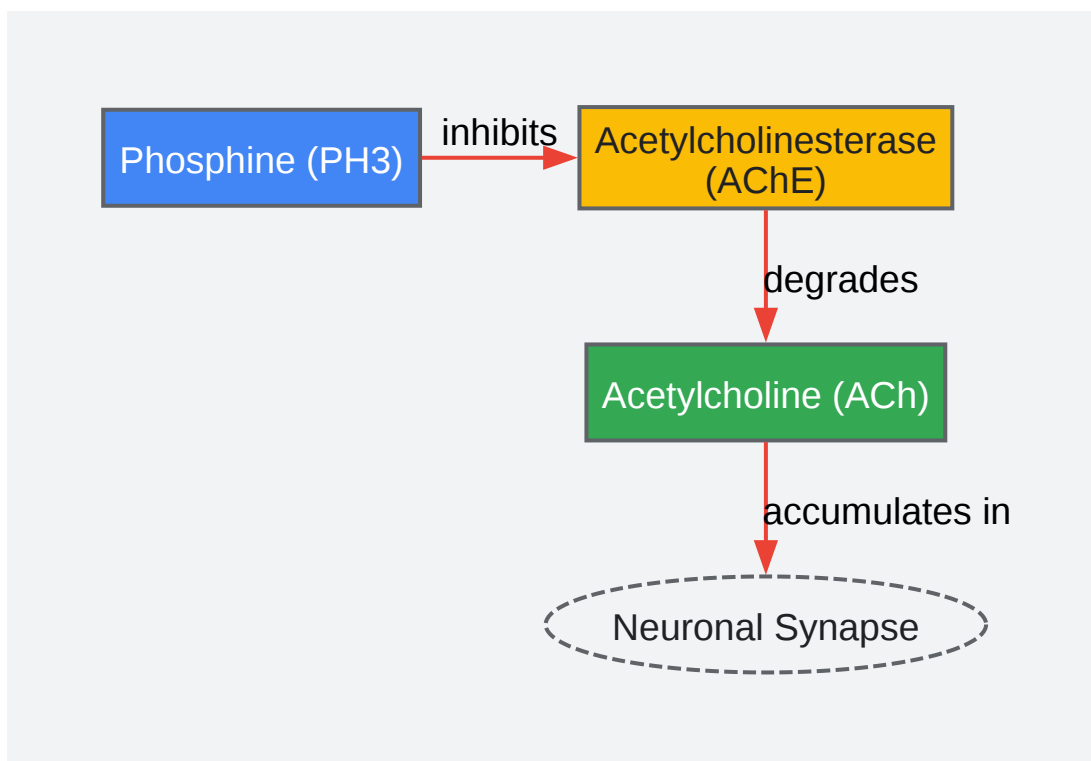 Phosphine (PH3)
inhibits
Acetylcholinesterase
(AChE)
degrades
Acetylcholine (ACh)
accumulates in
Neuronal Synapse